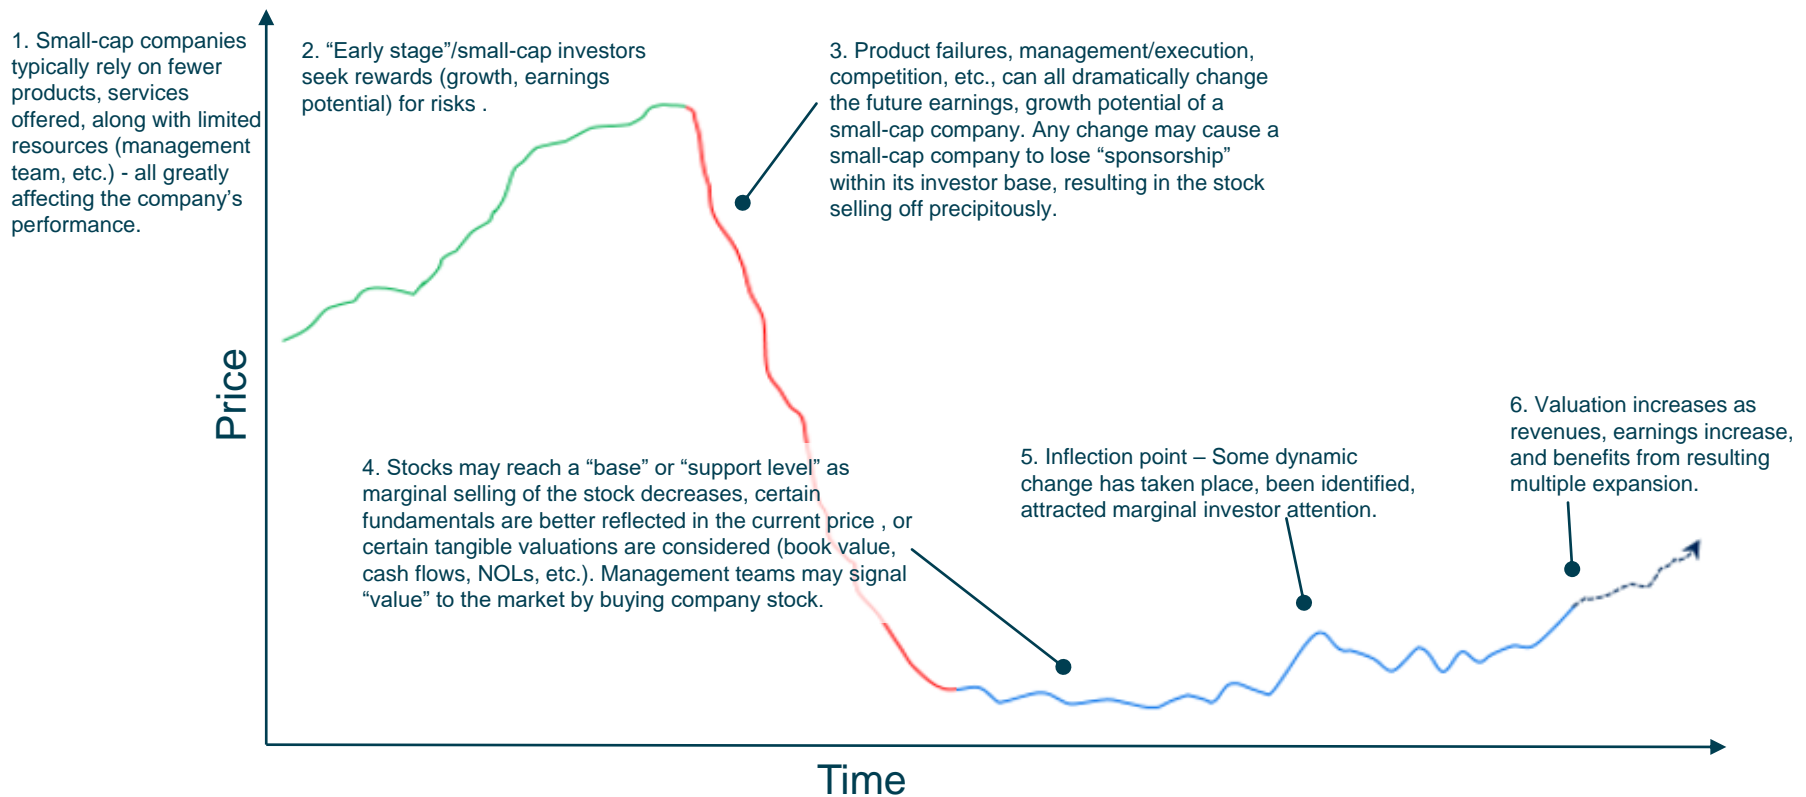 1. Small-cap companies
typically rely on fewer
products, services
offered, along with limited
resources (management
team, etc.) - all greatly
affecting the company’s
performance.
2. “Early stage”/small-cap investors
seek rewards (growth, earnings
potential) for risks .
3. Product failures, management/execution,
competition, etc., can all dramatically change
the future earnings, growth potential of a
small-cap company. Any change may cause a
small-cap company to lose “sponsorship”
within its investor base, resulting in the stock
selling off precipitously.
Price
4. Stocks may reach a “base” or “support level” as
marginal selling of the stock decreases, certain
fundamentals are better reflected in the current price , or
certain tangible valuations are considered (book value,
cash flows, NOLs, etc.). Management teams may signal
“value” to the market by buying company stock.
5. Inflection point – Some dynamic
change has taken place, been identified,
attracted marginal investor attention.
6. Valuation increases as
revenues, earnings increase,
and benefits from resulting
multiple expansion.
Time